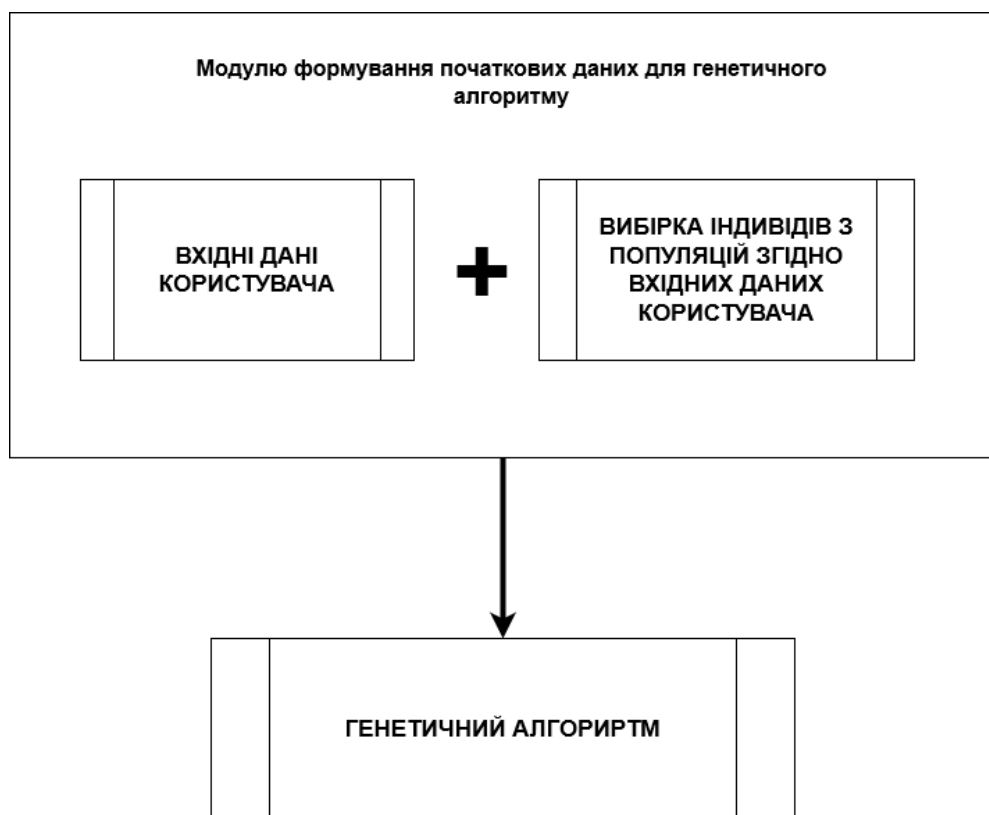 Модулю формування початкових даних для генетичного
алгоритму
ВХІДНІ ДАНІ
КОРИСТУВАЧА
+
ВИБІРКА ІНДИВІДІВ З
ПОПУЛЯЦІЙ ЗГІДНО
ВХІДНИХ ДАНИХ
КОРИСТУВАЧА
ГЕНЕТИЧНИЙ АЛГОРИРТМ